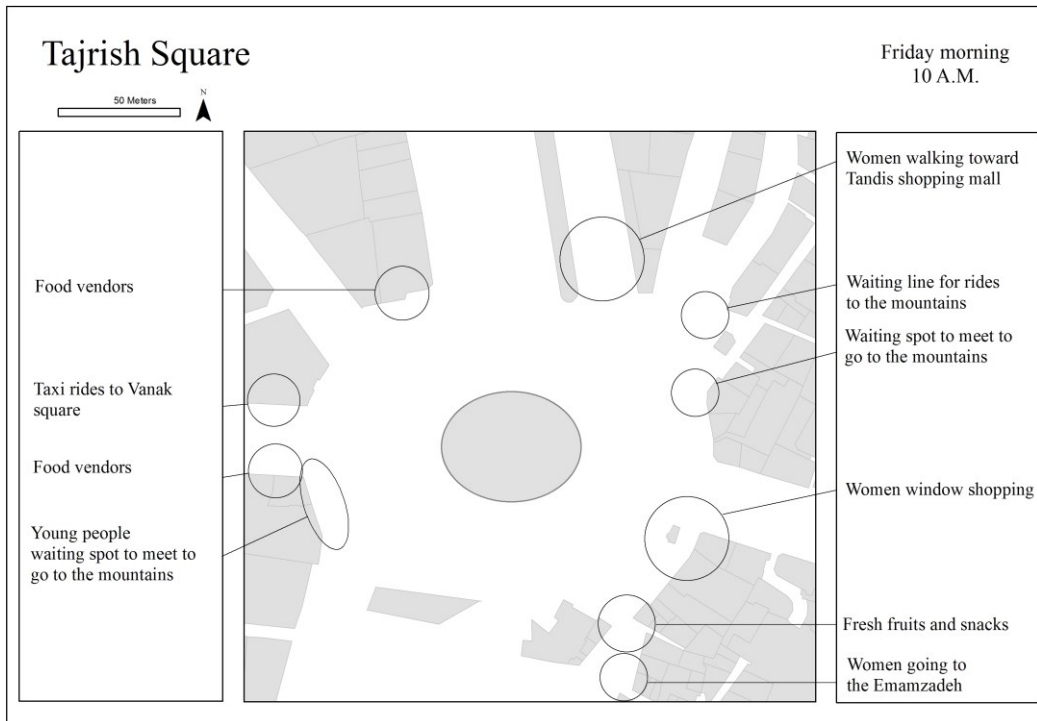 Tajrish Square
Friday morning
10 A.M.
50 Meters
N
Food vendors
Taxi rides to Vanak
square
Food vendors
Young people
waiting spot to meet to
go to the mountains
Women walking toward
Tandis shopping mall
Waiting line for rides
to the mountains
Waiting spot to meet to
go to the mountains
Women window shopping
Fresh fruits and snacks
Women going to
the Emamzadeh